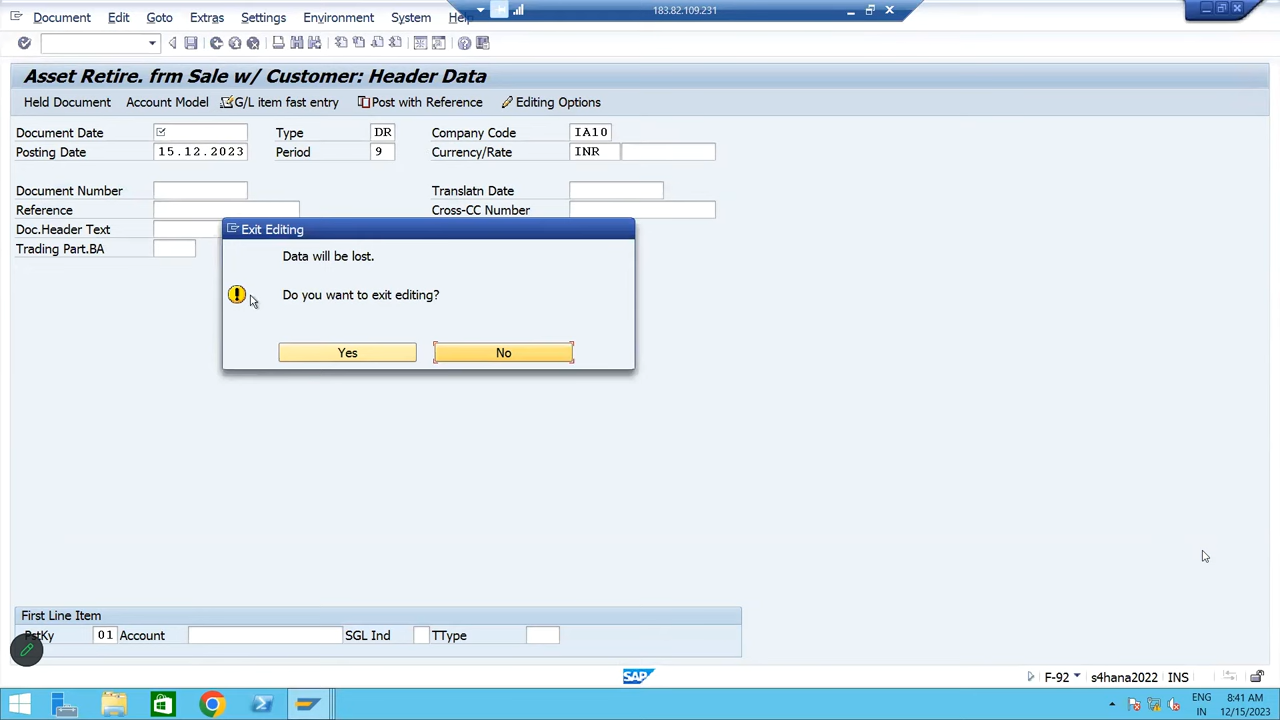 183.82.109.231
Document Edit Goto Extras Settings Environment System Help
Asset Retire. frm Sale w/ Customer: Header Data
Held Document Account Model G/L item fast entry Post with Reference Editing Options
Document Date Type DR Company Code IA10
Posting Date 15.12.2023 Period 9 Currency/Rate INR
Document Number Translatn Date
Reference Cross-CC Number
Doc.Header Text
Trading Part.BA
Exit Editing
Data will be lost.
Do you want to exit editing?
Yes No
First Line Item
PstKy 01 Account SGL Ind TType
SAP
F-92 s4hana2022 INS
ENG 8:41 AM
IN 12/15/2023